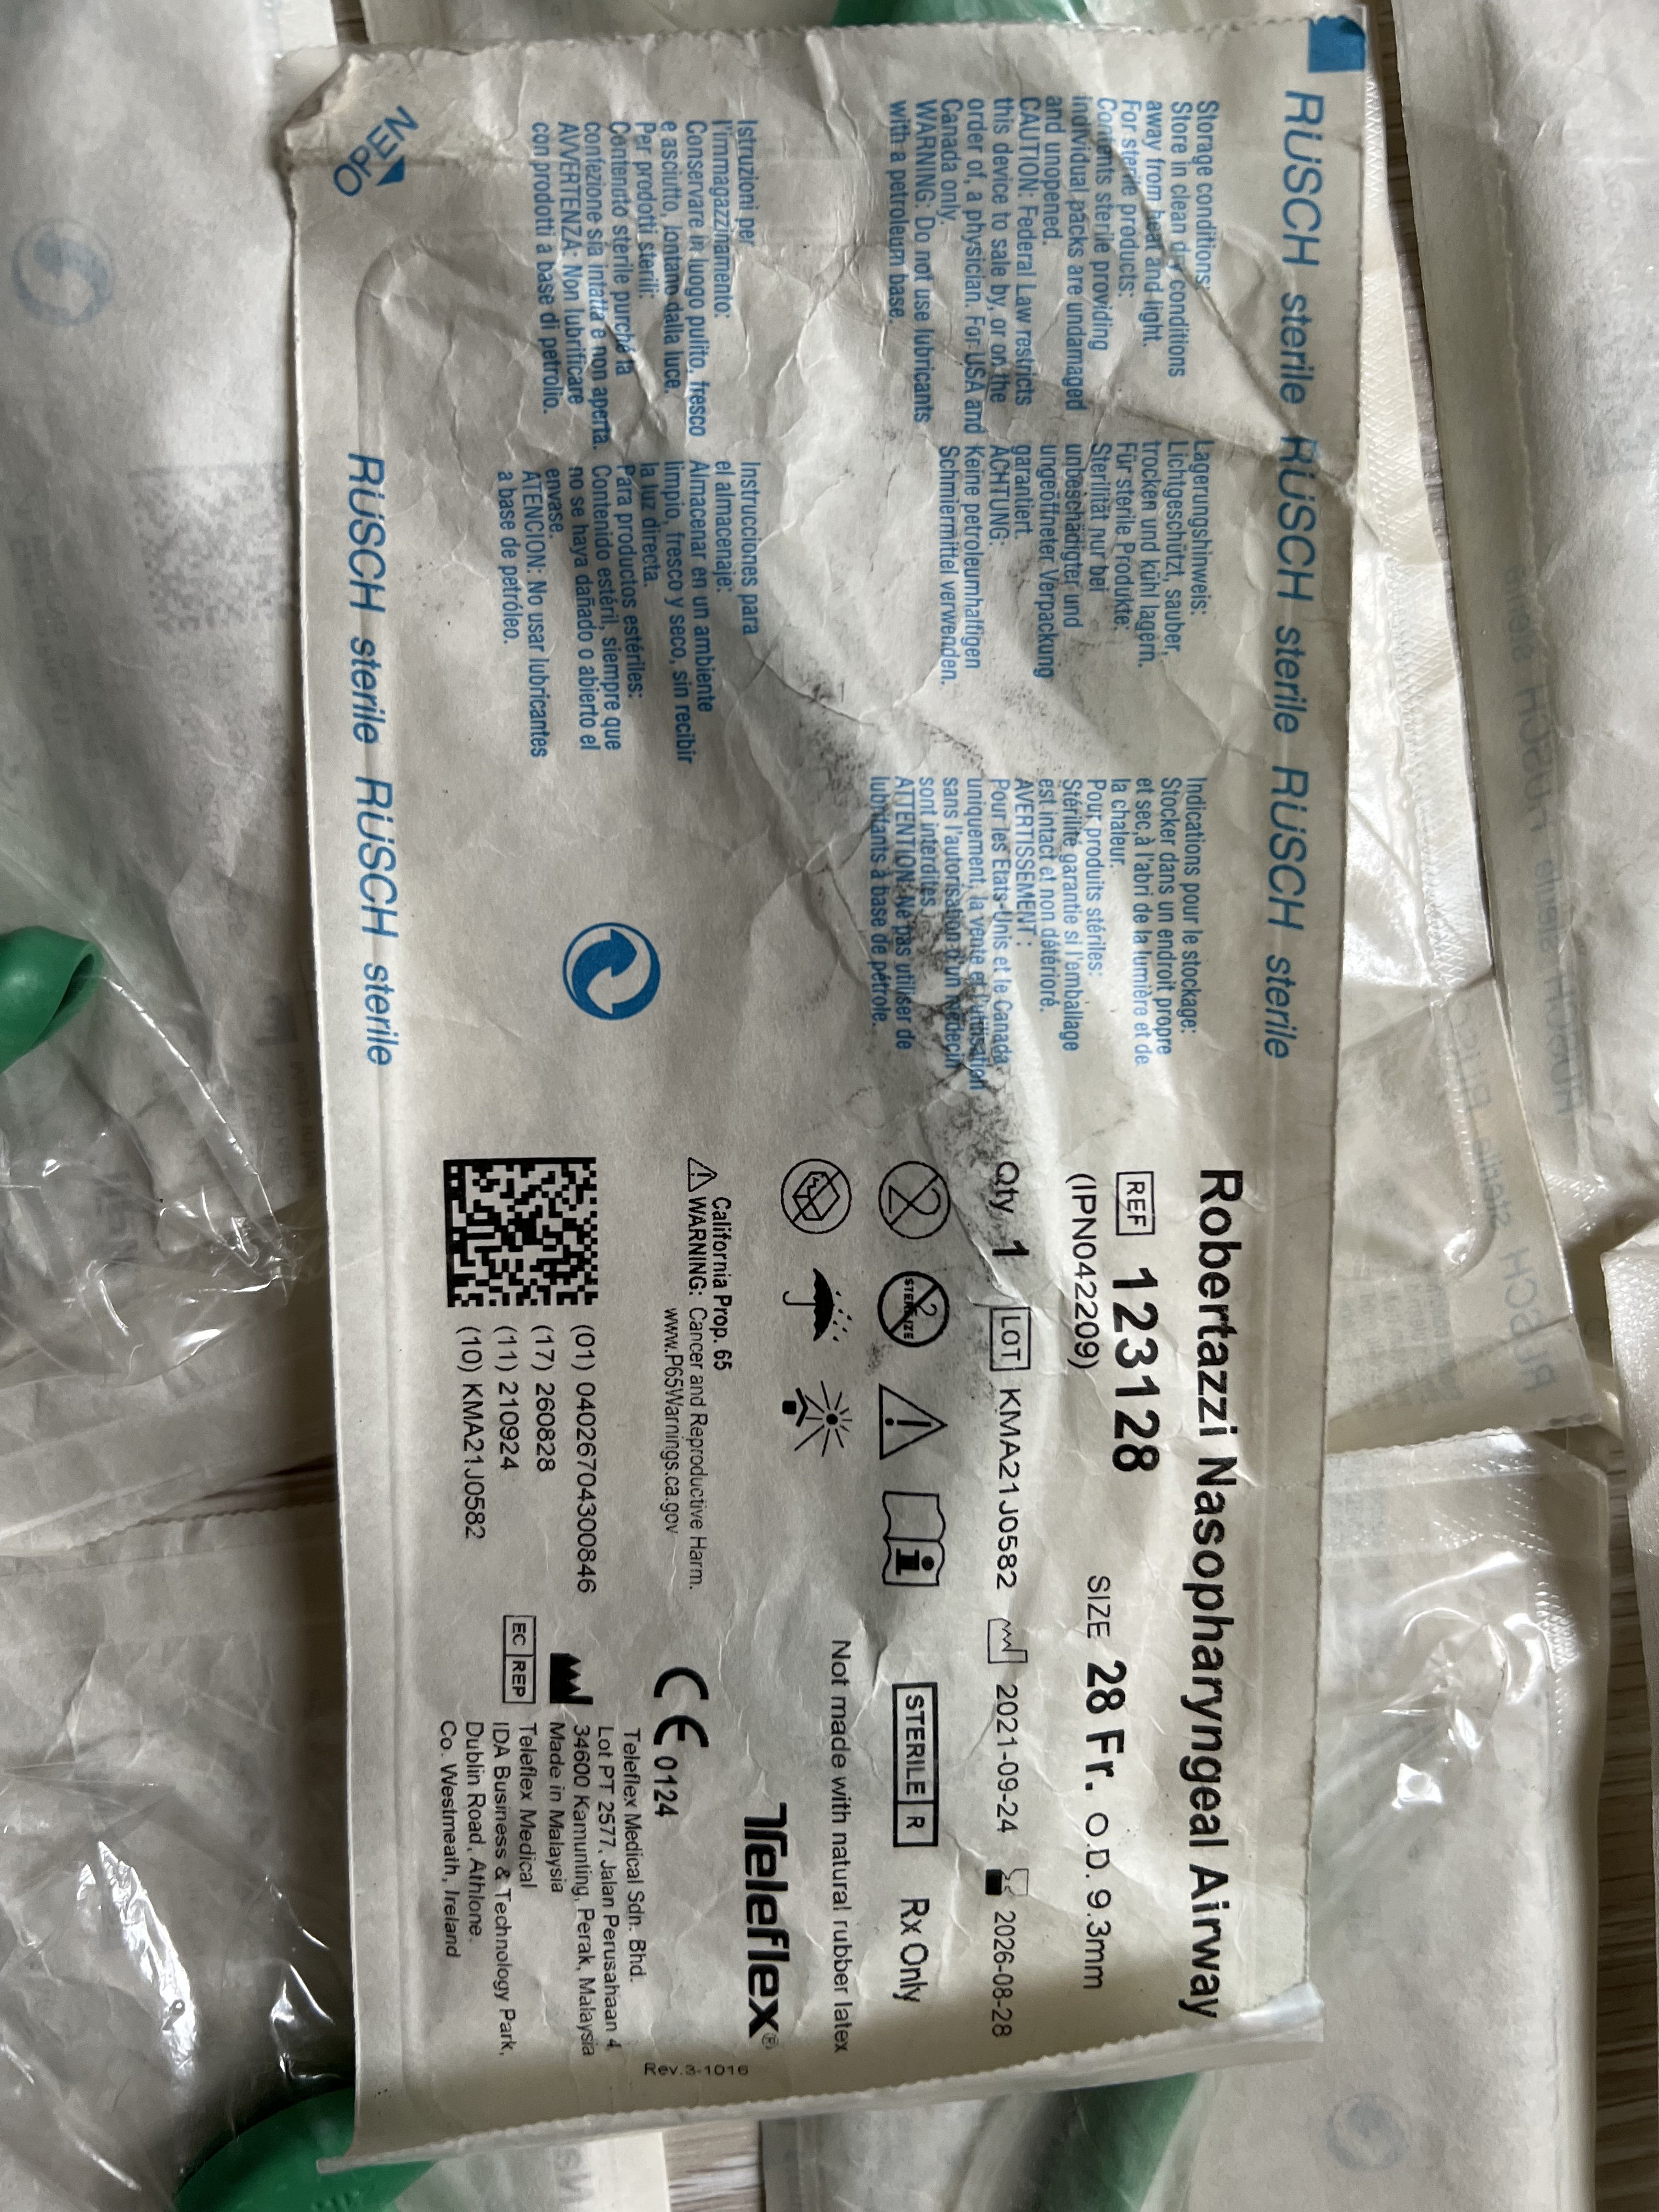 RÜSCH sterile RÜSCH sterile RÜSCH sterile
Storage conditions:
Store in clean dry conditions
away from heat and light.
For sterile products:
Contents sterile providing
individual packs are undamaged
and unopened.
CAUTION: Federal Law restricts
this device to sale by, or on the
order of, a physician. For USA and
Canada only.
WARNING: Do not use lubricants
with a petroleum base.
Lagerungshinweis:
Lichtgeschützt, sauber,
trocken und kühl lagern.
Für sterile Produkte:
Sterilität nur bei
unbeschädigter und
ungeöffneter Verpackung
garantiert.
ACHTUNG:
Keine petroleumhaltigen
Schmiermittel verwenden.
Indications pour le stockage:
Stocker dans un endroit propre
et sec,à l'abri de la lumière et de
la chaleur.
Pour produits stériles:
Stérilité garantie si l'emballage
est intact et non détérioré.
AVERTISSEMENT :
Pour les Etats-Unis et le Canada
uniquement, la vente et l'utilisation
sans l'autorisation d'un Médecin
sont interdites.
ATTENTION: Ne pas utiliser de
lubrifiants à base de pétrole.
Istruzioni per
l'immagazzinamento:
Conservare in luogo pulito, fresco
e asciutto, lontano dalla luce.
Per prodotti sterili:
Contenuto sterile purché la
confezione sia intatta e non aperta.
AVVERTENZA: Non lubrificare
con prodotti a base di petrolio.
Instrucciones para
el almacenaje:
Almacenar en un ambiente
limpio, fresco y seco, sin recibir
la luz directa.
Para productos estériles:
Contenido estéril, siempre que
no se haya dañado o abierto el
envase.
ATENCION: No usar lubricantes
a base de petróleo.
OPEN
RÜSCH sterile RÜSCH sterile
Robertazzi Nasopharyngeal Airway
REF 123128
(IPN042209)
SIZE 28 Fr. O.D. 9.3mm
Qty 1 LOT KMA21J0582 2021-09-24 2026-08-28
2 2 STERILIZE STERILE R Rx Only
Not made with natural rubber latex
Teleflex®
California Prop. 65
WARNING: Cancer and Reproductive Harm.
www.P65Warnings.ca.gov
CE 0124
(01) 04026704300846
(17) 260828
(11) 210924
(10) KMA21J0582
Teleflex Medical Sdn. Bhd.
Lot PT 2577, Jalan Perusahaan 4
34600 Kamunting, Perak, Malaysia
Made in Malaysia
EC REP Teleflex Medical
IDA Business & Technology Park,
Dublin Road, Athlone.
Co. Westmeath, Ireland
Rev.3-1016